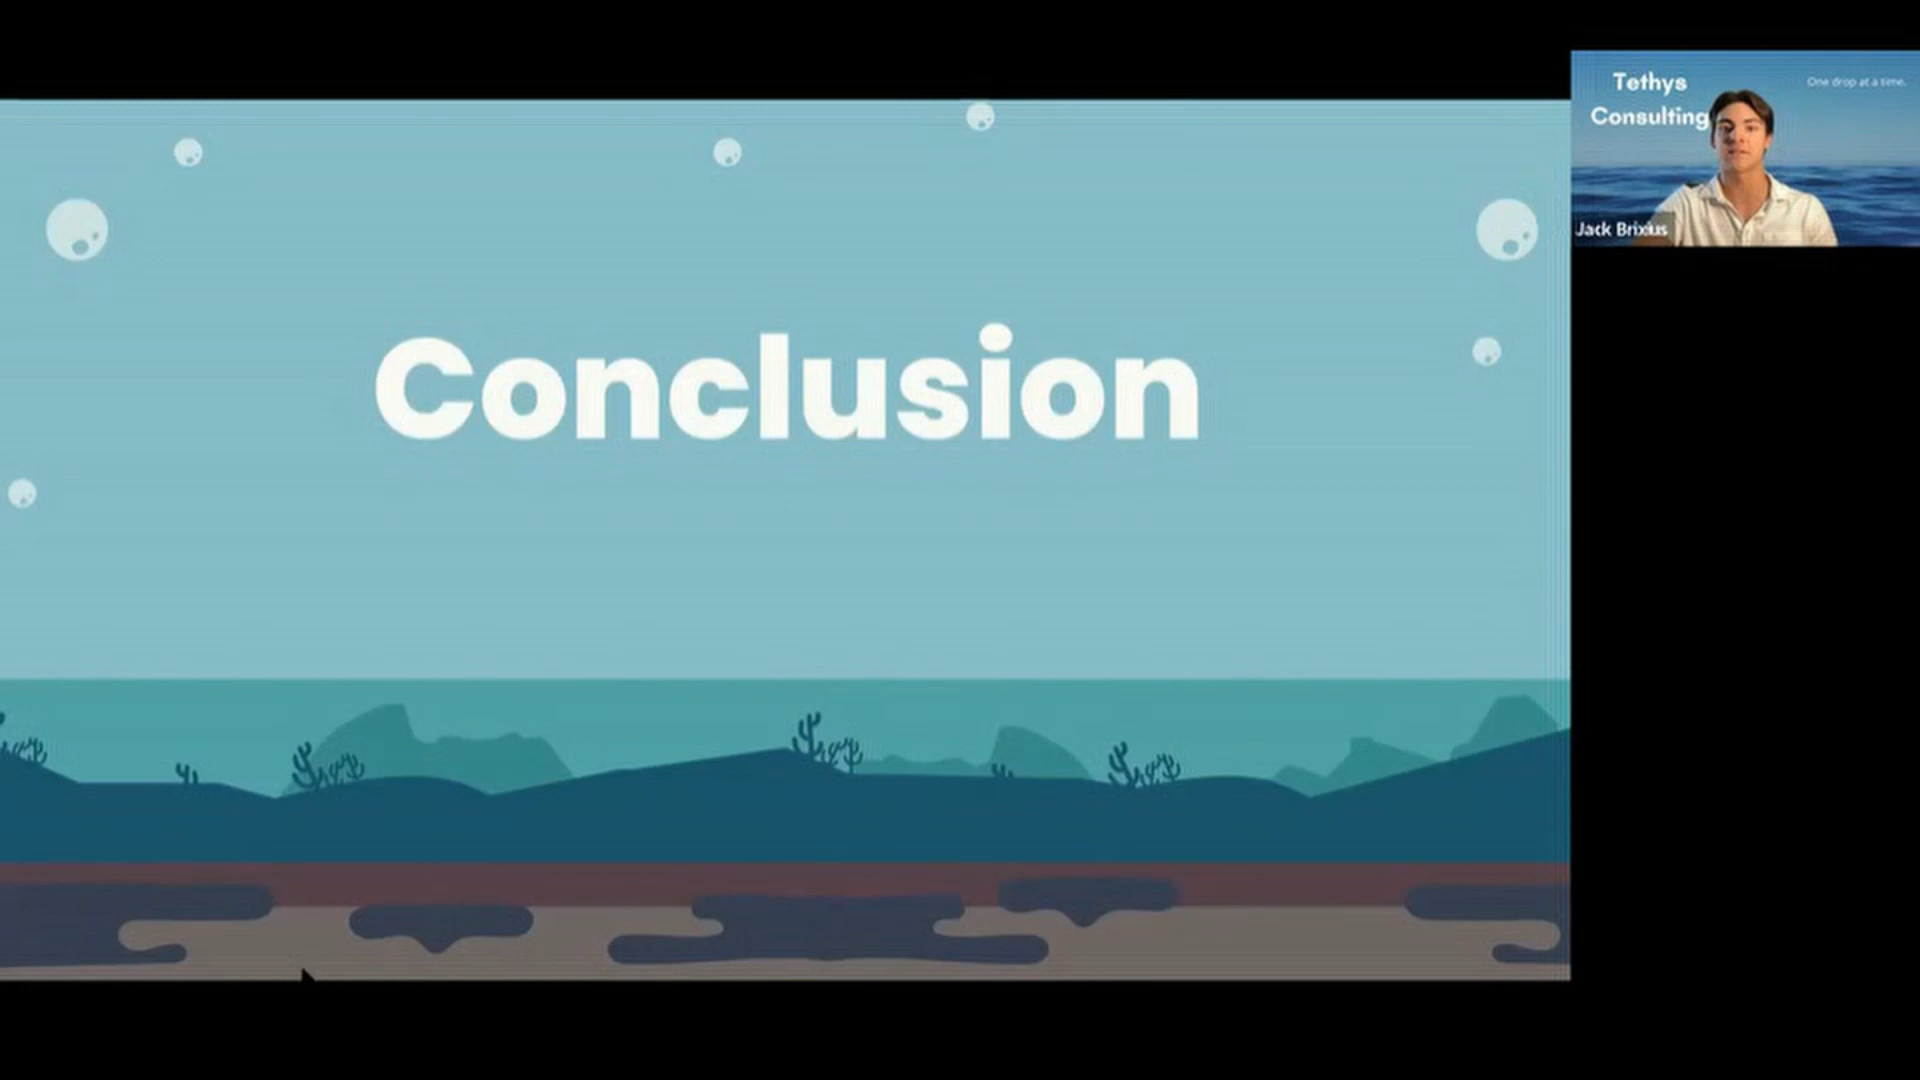 Conclusion
Tethys
Consulting
One drop at a time.
Jack Brixius